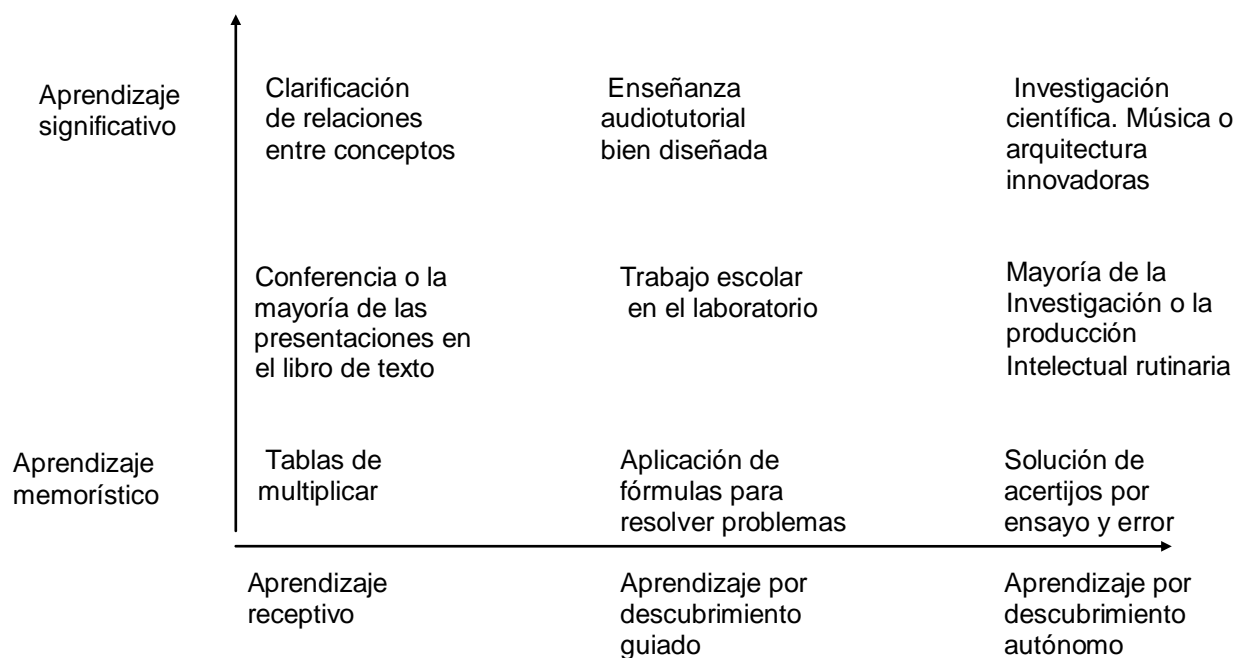 Aprendizaje
significativo
Clarificación
de relaciones
entre conceptos
Enseñanza
audiotutorial
bien diseñada
Investigación
científica. Música o
arquitectura
innovadoras
Conferencia o la
mayoría de las
presentaciones en
el libro de texto
Trabajo escolar
en el laboratorio
Mayoría de la
Investigación o la
producción
Intelectual rutinaria
Aprendizaje
memorístico
Tablas de
multiplicar
Aplicación de
fórmulas para
resolver problemas
Solución de
acertijos por
ensayo y error
Aprendizaje
receptivo
Aprendizaje por
descubrimiento
guiado
Aprendizaje por
descubrimiento
autónomo